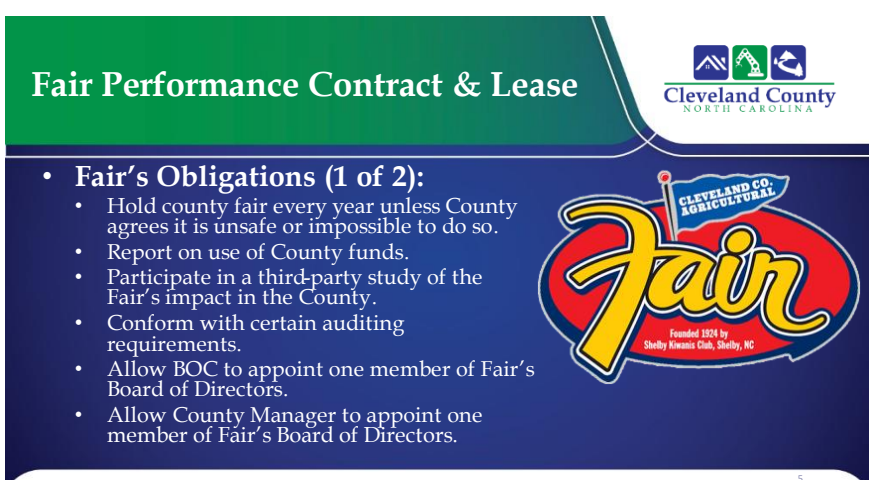 Fair Performance Contract & Lease
Cleveland County
NORTH CAROLINA
• Fair's Obligations (1 of 2):
• Hold county fair every year unless County
agrees it is unsafe or impossible to do so.
• Report on use of County funds.
• Participate in a third-party study of the
Fair's impact in the County.
• Conform with certain auditing
requirements.
• Allow BOC to appoint one member of Fair's
Board of Directors.
• Allow County Manager to appoint one
member of Fair's Board of Directors.
CLEVELAND CO.
AGRICULTURAL
Fair
Founded 1924 by
Shelby Kiwanis Club, Shelby, NC
5